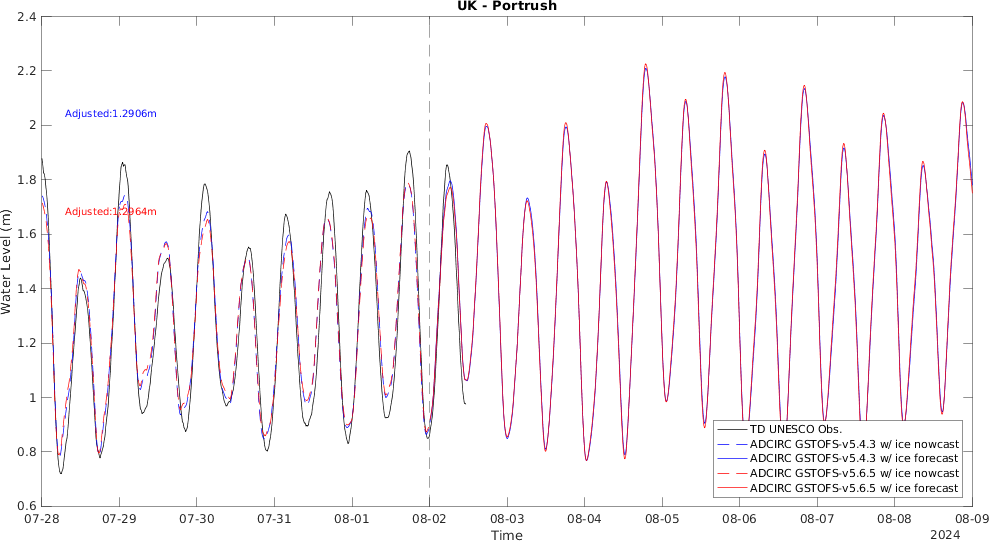 UK - Portrush
2.4
2.2
2
1.8
1.6
1.4
1.2
1
0.8
0.6
Water Level (m)
Adjusted:1.2906m
Adjusted:1.2964m
TD UNESCO Obs.
ADCIRC GSTOFS-v5.4.3 w/ ice nowcast
ADCIRC GSTOFS-v5.4.3 w/ ice forecast
ADCIRC GSTOFS-v5.6.5 w/ ice nowcast
ADCIRC GSTOFS-v5.6.5 w/ ice forecast
07-28 07-29 07-30 07-31 08-01 08-02 08-03 08-04 08-05 08-06 08-07 08-08 08-09
Time
2024